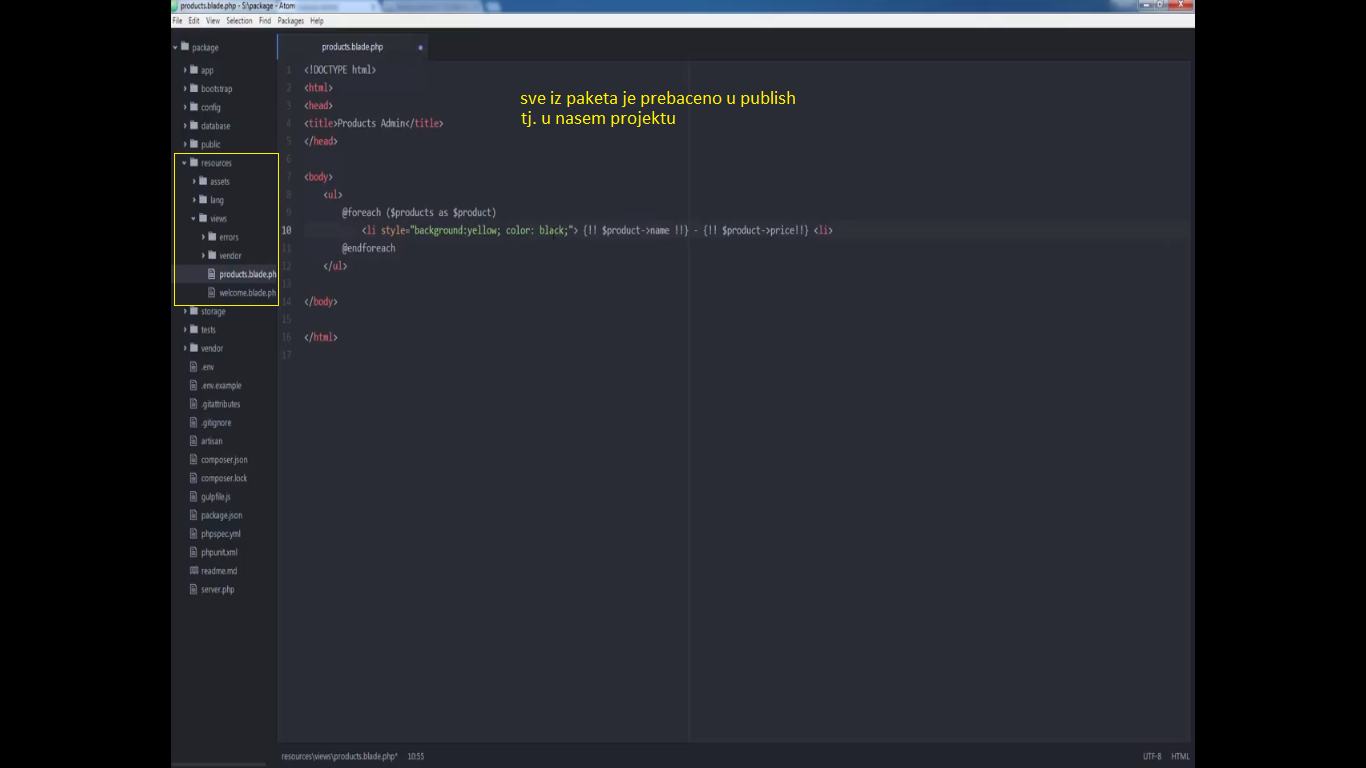 products.blade.php - S:\package - Atom
File Edit View Selection Find Packages Help
package
app
bootstrap
config
database
public
resources
assets
lang
views
errors
vendor
products.blade.ph
welcome.blade.ph
storage
tests
vendor
.env
.env.example
.gitattributes
.gitignore
artisan
composer.json
composer.lock
gulpfile.js
package.json
phpspec.yml
phpunit.xml
readme.md
server.php
products.blade.php
1 <!DOCTYPE html>
2 <html>
3 <head>
4 <title>Products Admin</title>
5 </head>
6
7 <body>
8 <ul>
9 @foreach ($products as $product)
10 <li style="background:yellow; color: black;"> {!! $product->name !!} - {!! $product->price!!} <li>
11 @endforeach
12 </ul>
13
14 </body>
15
16 </html>
17
sve iz paketa je prebaceno u publish
tj. u nasem projektu
resources\views\products.blade.php* 10:55
UTF-8 HTML